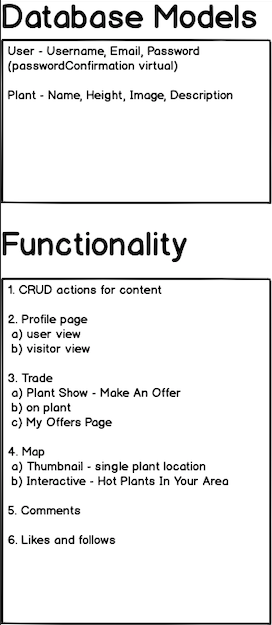 Database Models
User - Username, Email, Password
(passwordConfirmation virtual)
Plant - Name, Height, Image, Description
Functionality
1. CRUD actions for content
2. Profile page
a) user view
b) visitor view
3. Trade
a) Plant Show - Make An Offer
b) on plant
c) My Offers Page
4. Map
a) Thumbnail - single plant location
b) Interactive - Hot Plants In Your Area
5. Comments
6. Likes and follows